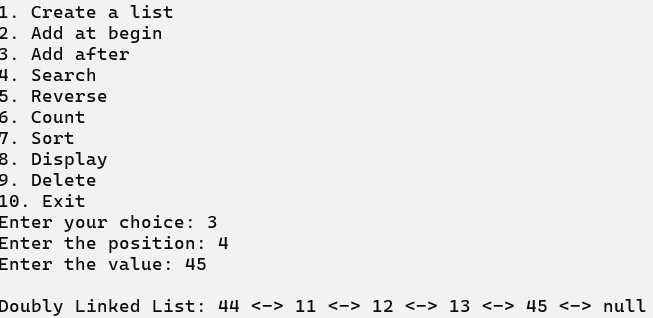 1. Create a list
2. Add at begin
3. Add after
4. Search
5. Reverse
6. Count
7. Sort
8. Display
9. Delete
10. Exit
Enter your choice: 3
Enter the position: 4
Enter the value: 45
Doubly Linked List: 44 <-> 11 <-> 12 <-> 13 <-> 45 <-> null